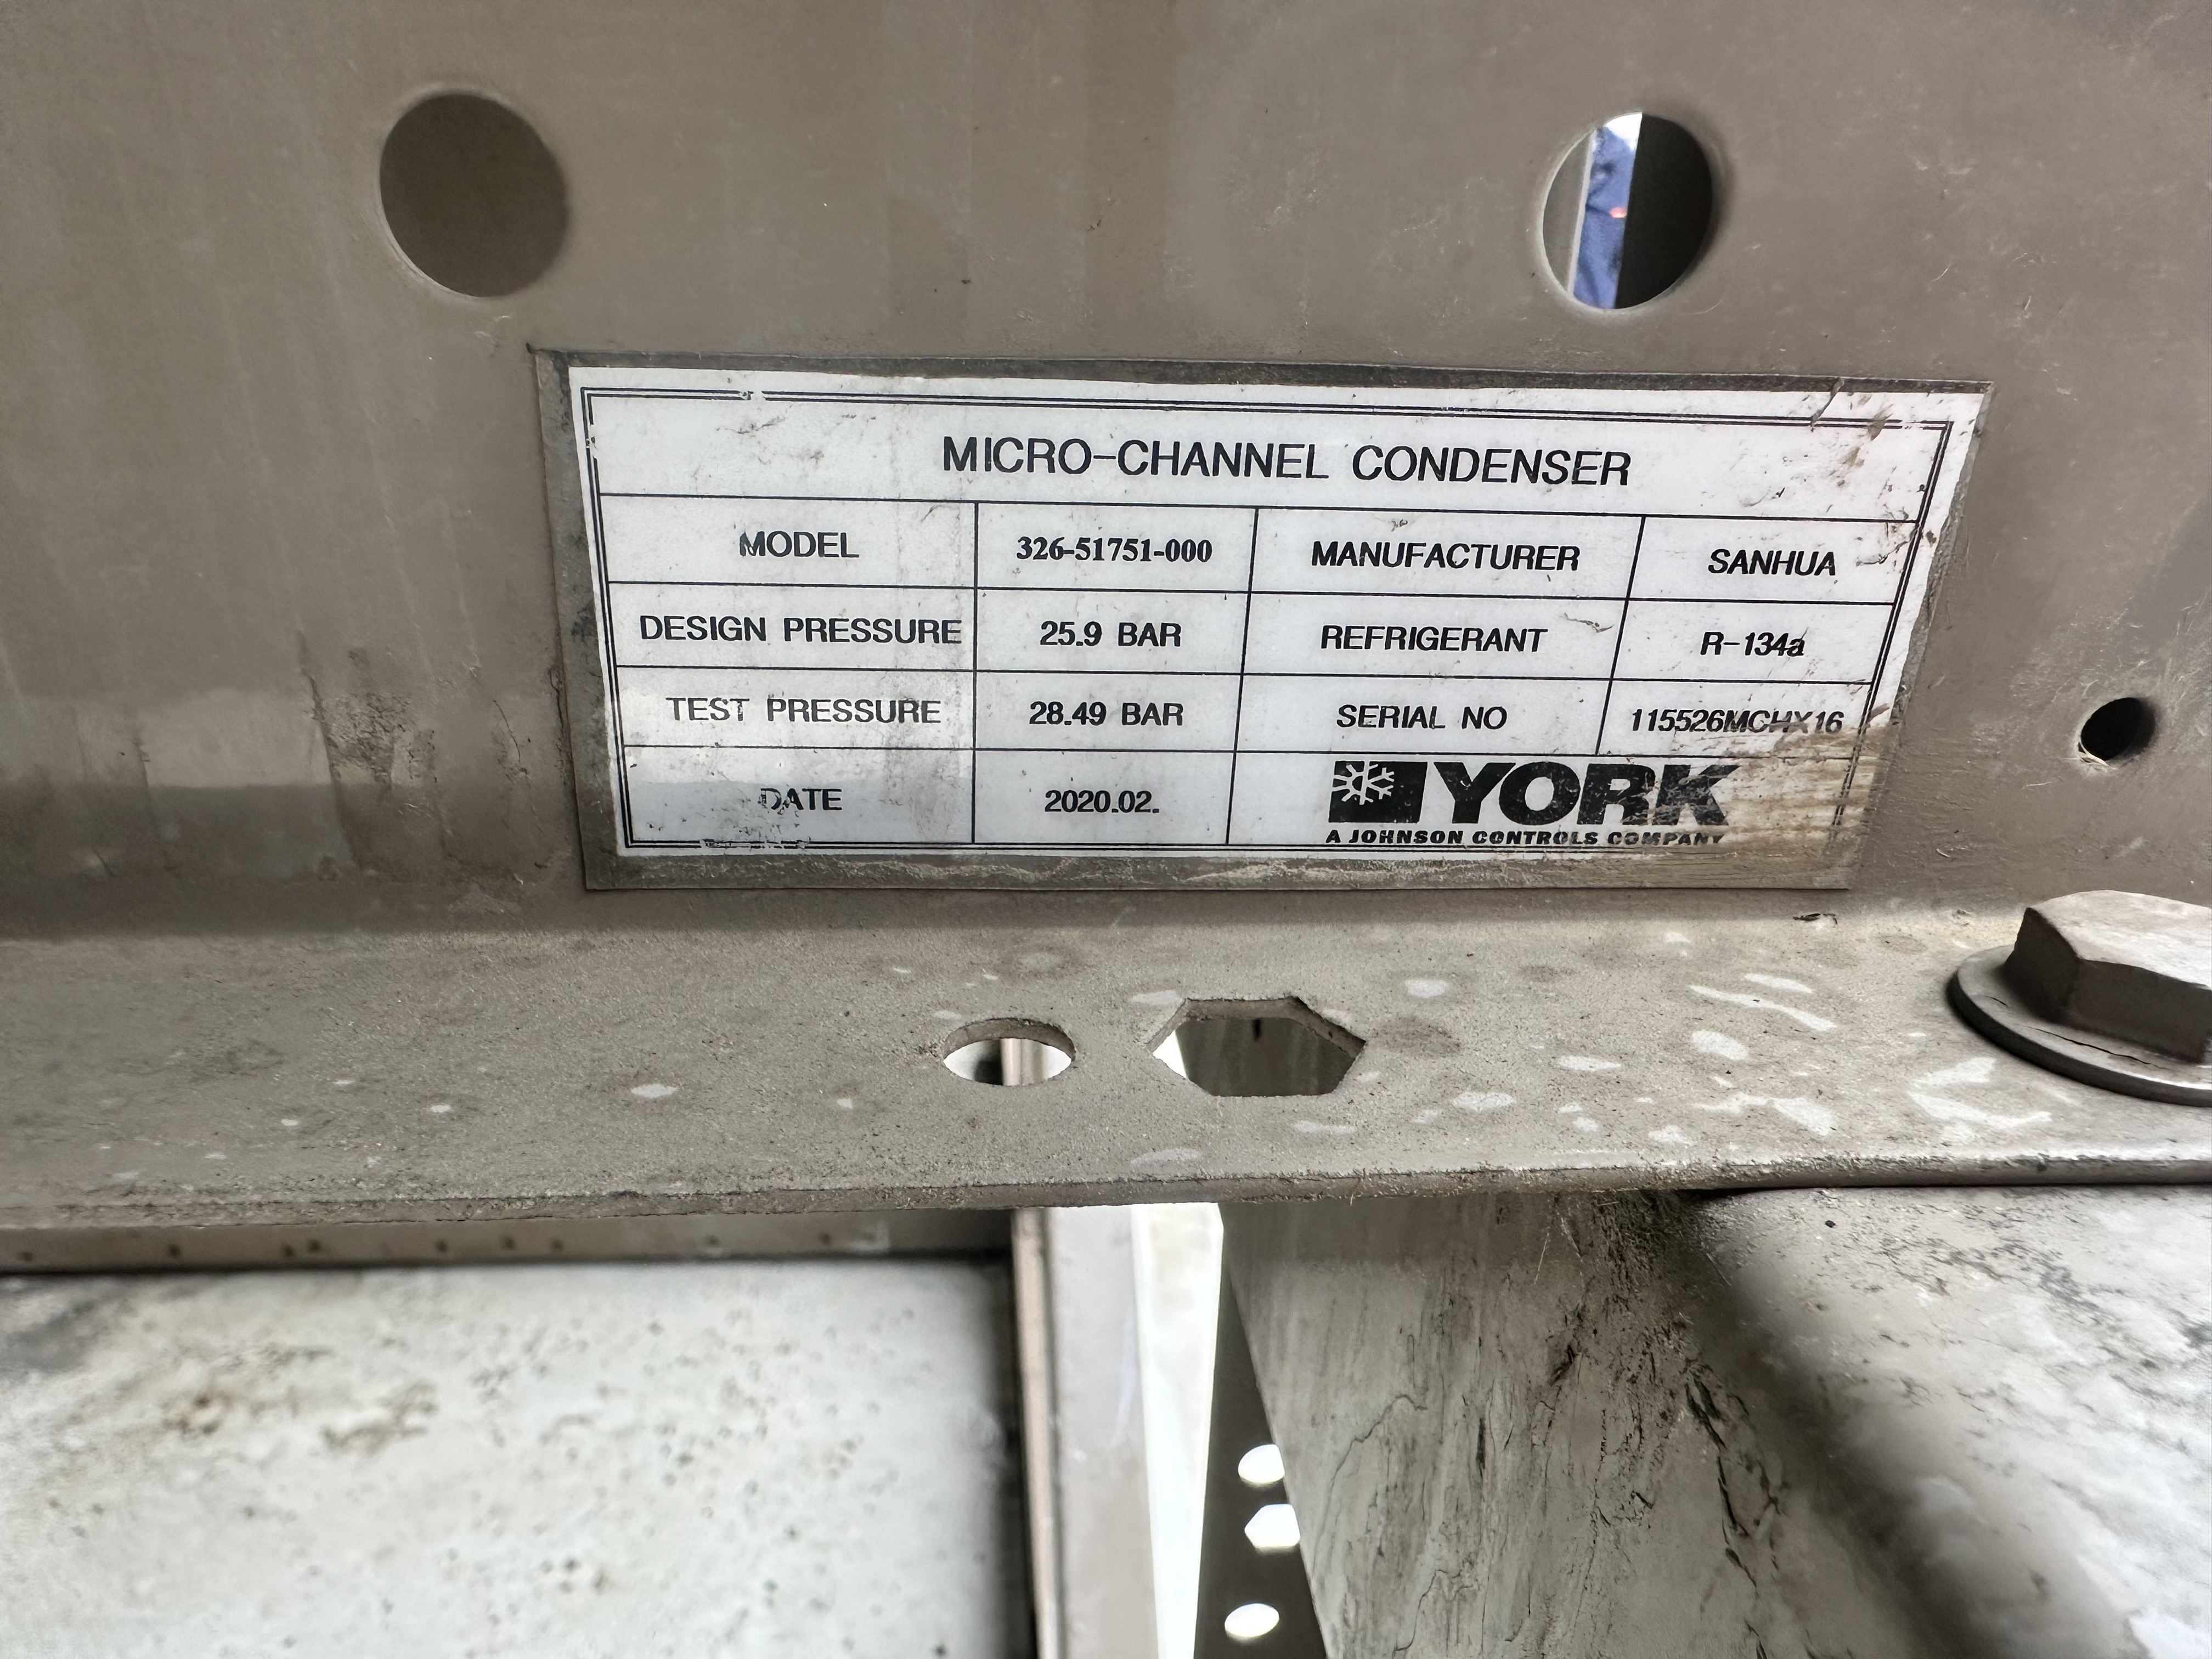 MICRO-CHANNEL CONDENSER
MODEL 326-51751-000 MANUFACTURER SANHUA
DESIGN PRESSURE 25.9 BAR REFRIGERANT R-134a
TEST PRESSURE 28.49 BAR SERIAL NO 115526MCHX16
DATE 2020.02. YORK
A JOHNSON CONTROLS COMPANY